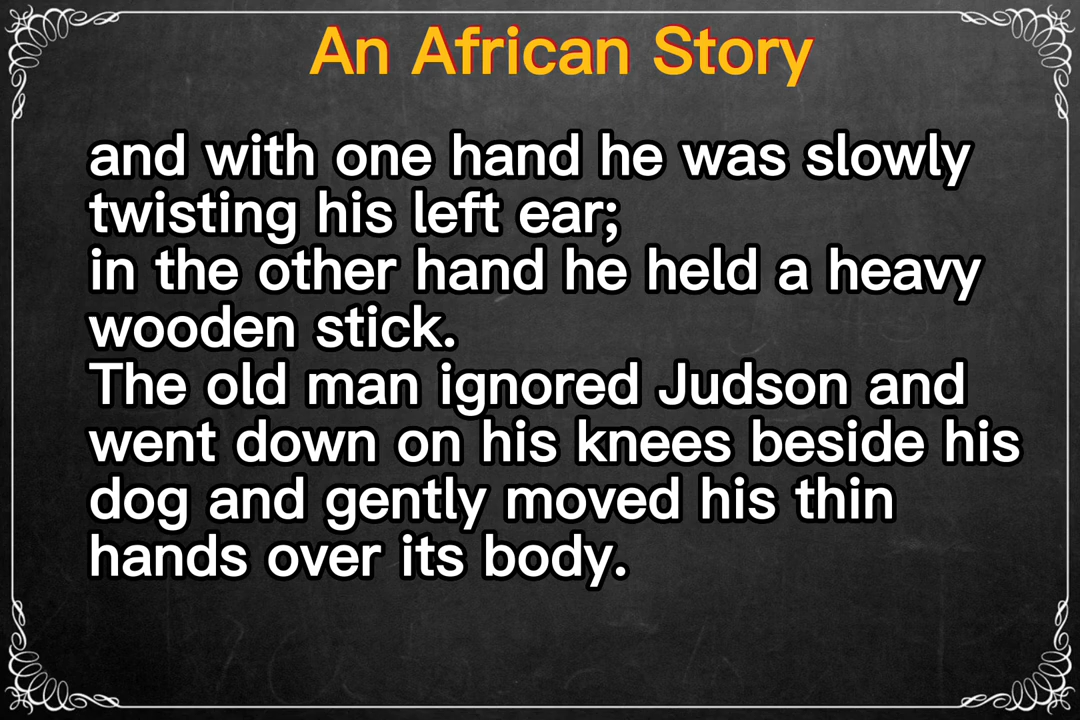 An African Story
and with one hand he was slowly
twisting his left ear;
in the other hand he held a heavy
wooden stick.
The old man ignored Judson and
went down on his knees beside his
dog and gently moved his thin
hands over its body.